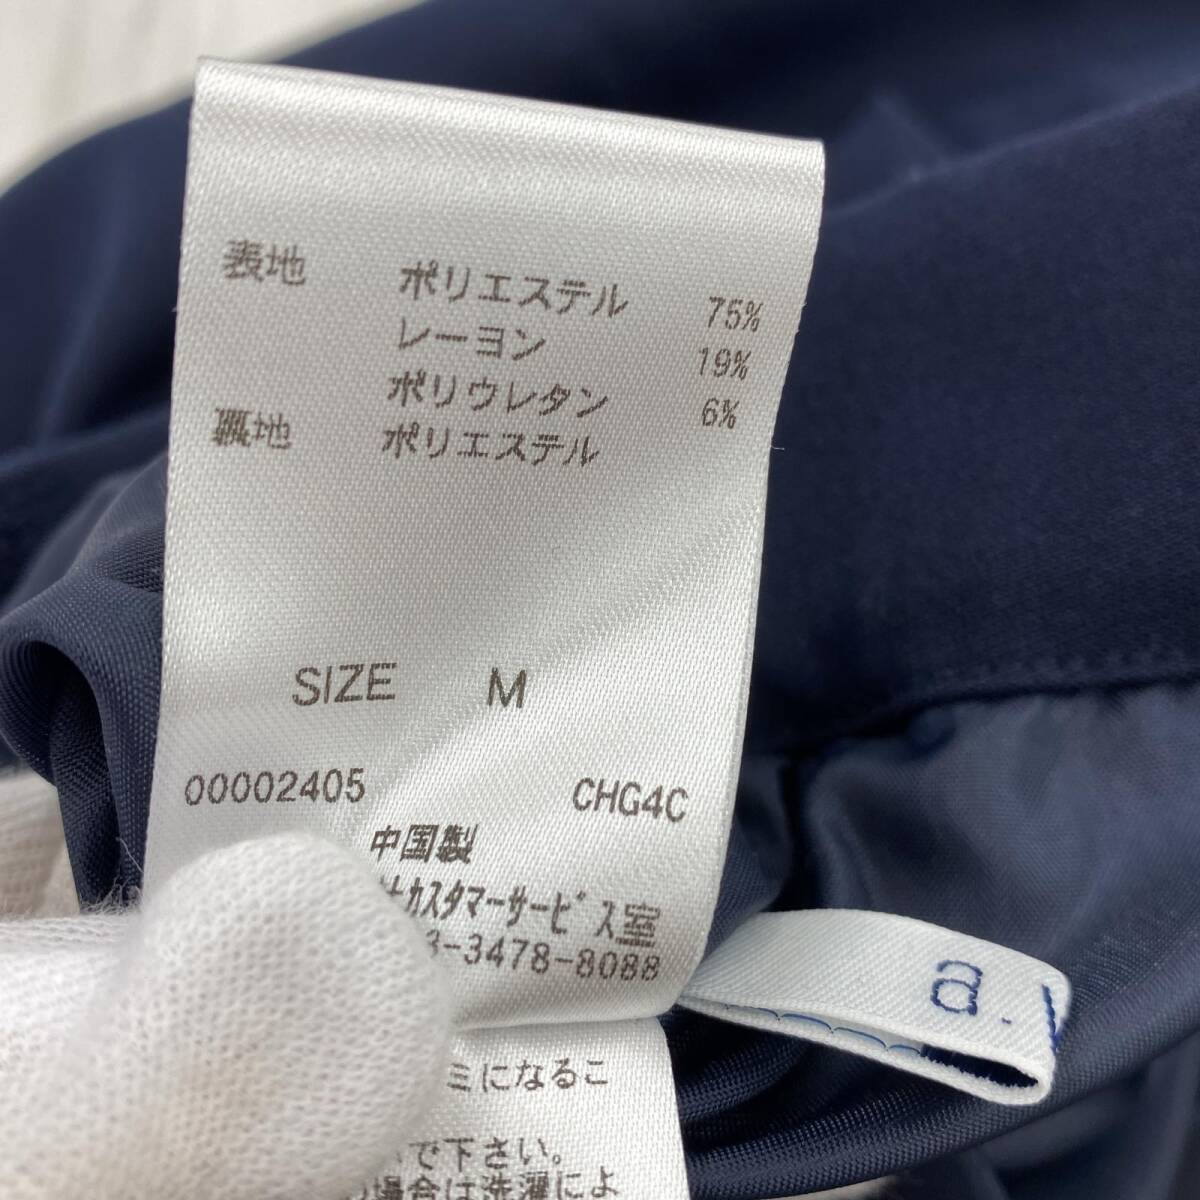 表地 ポリエステル 75%
レーヨン 19%
ポリウレタン 6%
裏地 ポリエステル
SIZE M
00002405 CHG4C
中国製
カスタマーサービス室
3-3478-8088
ミになるこ
で下さい。
場合は洗濯によ
a.v